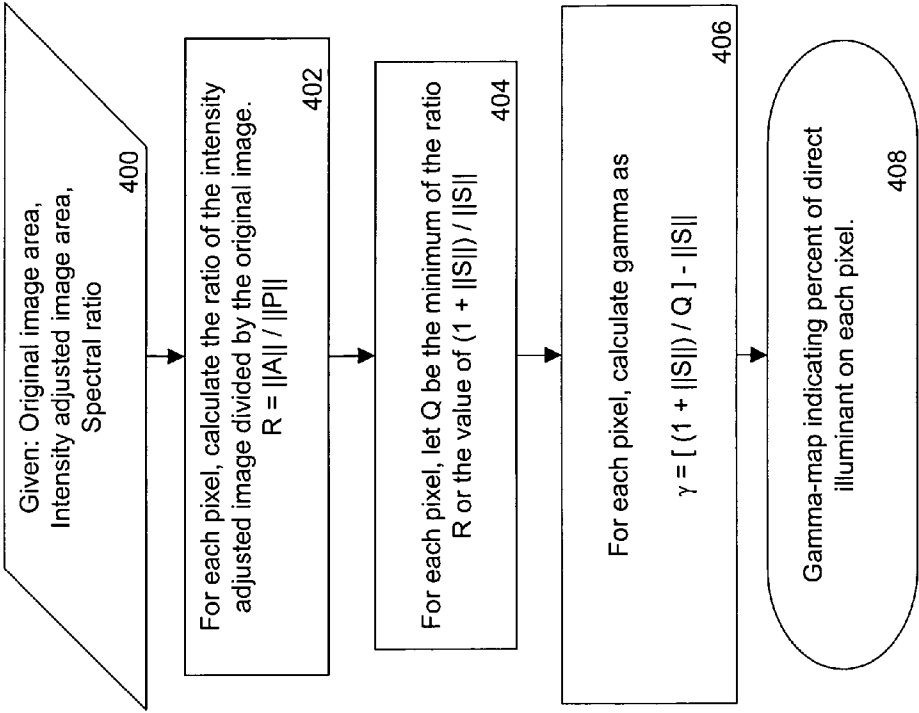 Given: Original image area,
Intensity adjusted image area,
Spectral ratio
400
For each pixel, calculate the ratio of the intensity
adjusted image divided by the original image.
R = ||A|| / ||P||
402
For each pixel, let Q be the minimum of the ratio
R or the value of (1 + ||S||) / ||S||
404
For each pixel, calculate gamma as
γ = [ (1 + ||S||) / Q ] - ||S||
406
Gamma-map indicating percent of direct
illuminant on each pixel.
408